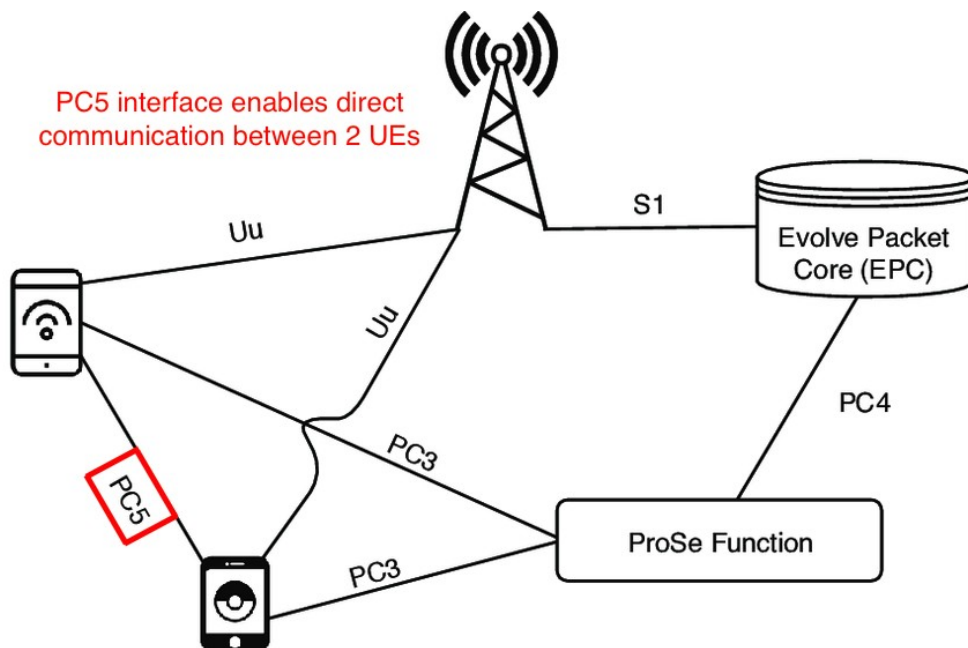 PC5 interface enables direct
communication between 2 UEs
Uu
S1
Evolve Packet
Core (EPC)
Uu
PC4
PC3
PC5
ProSe Function
PC3